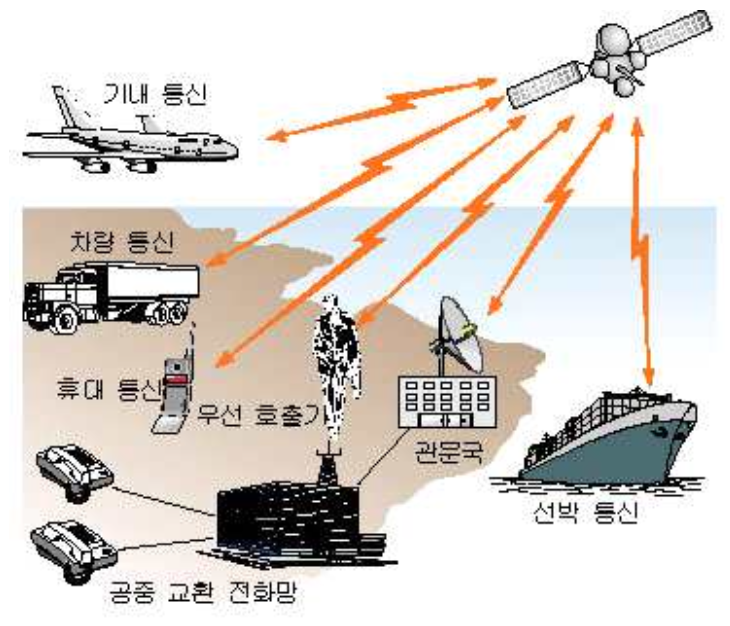 기내 통신
차량 통신
휴대 통신
무선 호출기
관문국
선박 통신
공중 교환 전화망